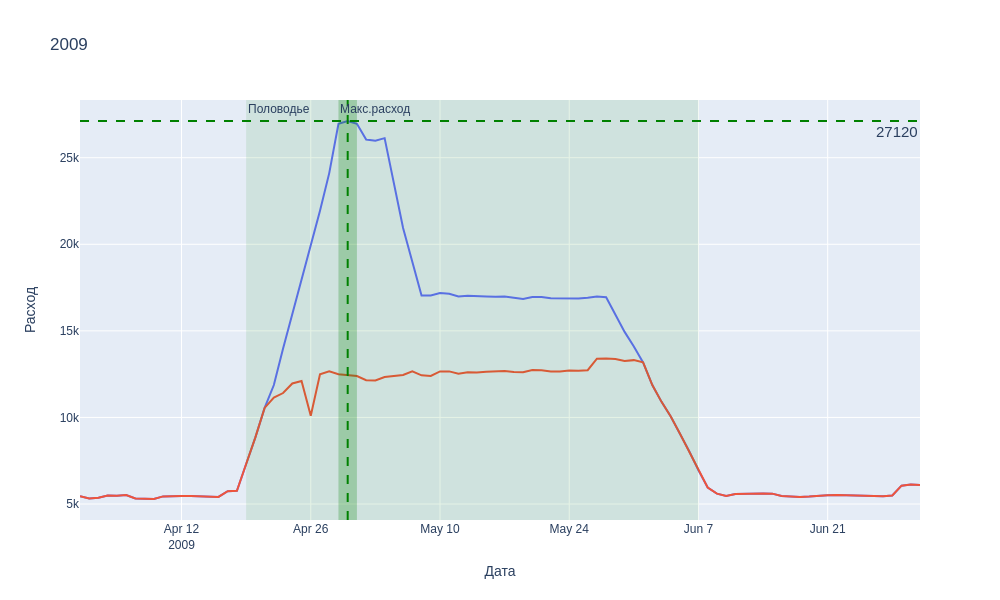 2009
Половодье
Макс.расход
27120
25k
20k
15k
10k
5k
Расход
Apr 12
2009
Apr 26
May 10
May 24
Jun 7
Jun 21
Дата